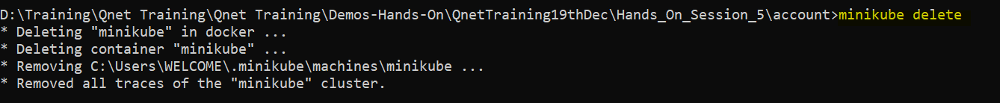 D:\Training\Qnet Training\Qnet Training\Demos-Hands-On\QnetTraining19thDec\Hands_On_Session_5\account>minikube delete
* Deleting "minikube" in docker ...
* Deleting container "minikube" ...
* Removing C:\Users\WELCOME\.minikube\machines\minikube ...
* Removed all traces of the "minikube" cluster.